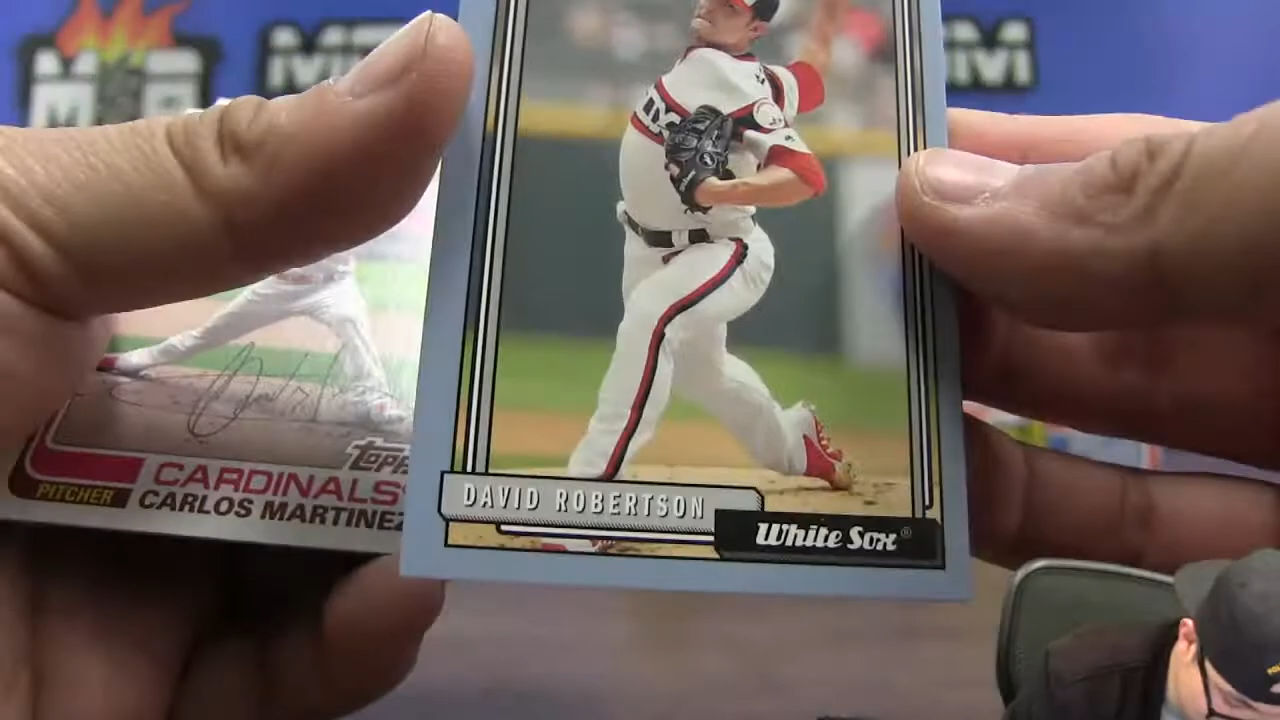 DAVID ROBERTSON
White Sox®
Topps
CARDINALS
PITCHER
CARLOS MARTINEZ